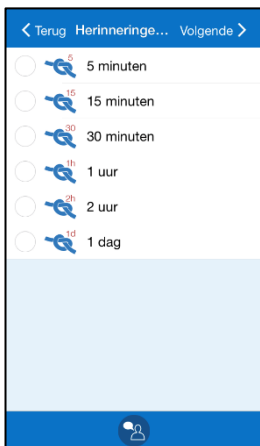 Terug Herinneringe... Volgende
5 5 minuten
15 15 minuten
30 30 minuten
1h 1 uur
2h 2 uur
1d 1 dag